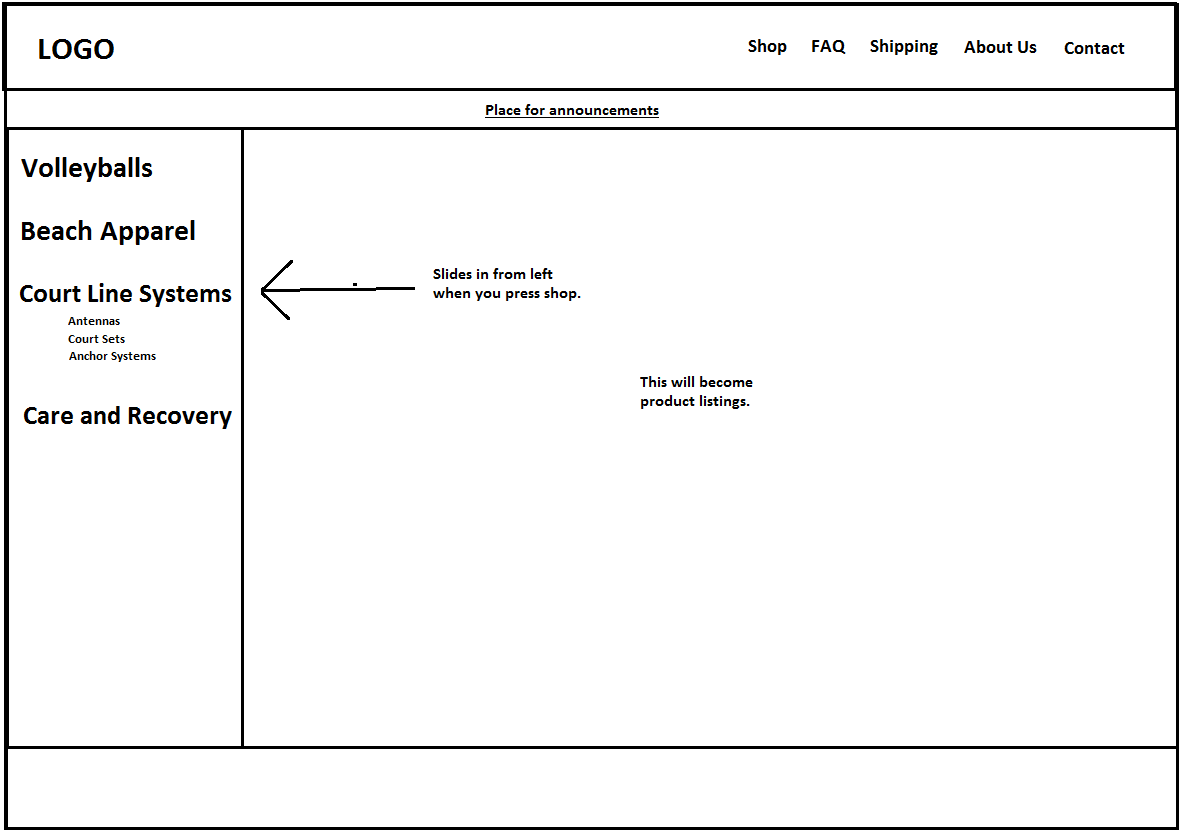 LOGO
Shop FAQ Shipping About Us Contact
Place for announcements
Volleyballs
Beach Apparel
Court Line Systems
Antennas
Court Sets
Anchor Systems
Care and Recovery
Slides in from left
when you press shop.
This will become
product listings.